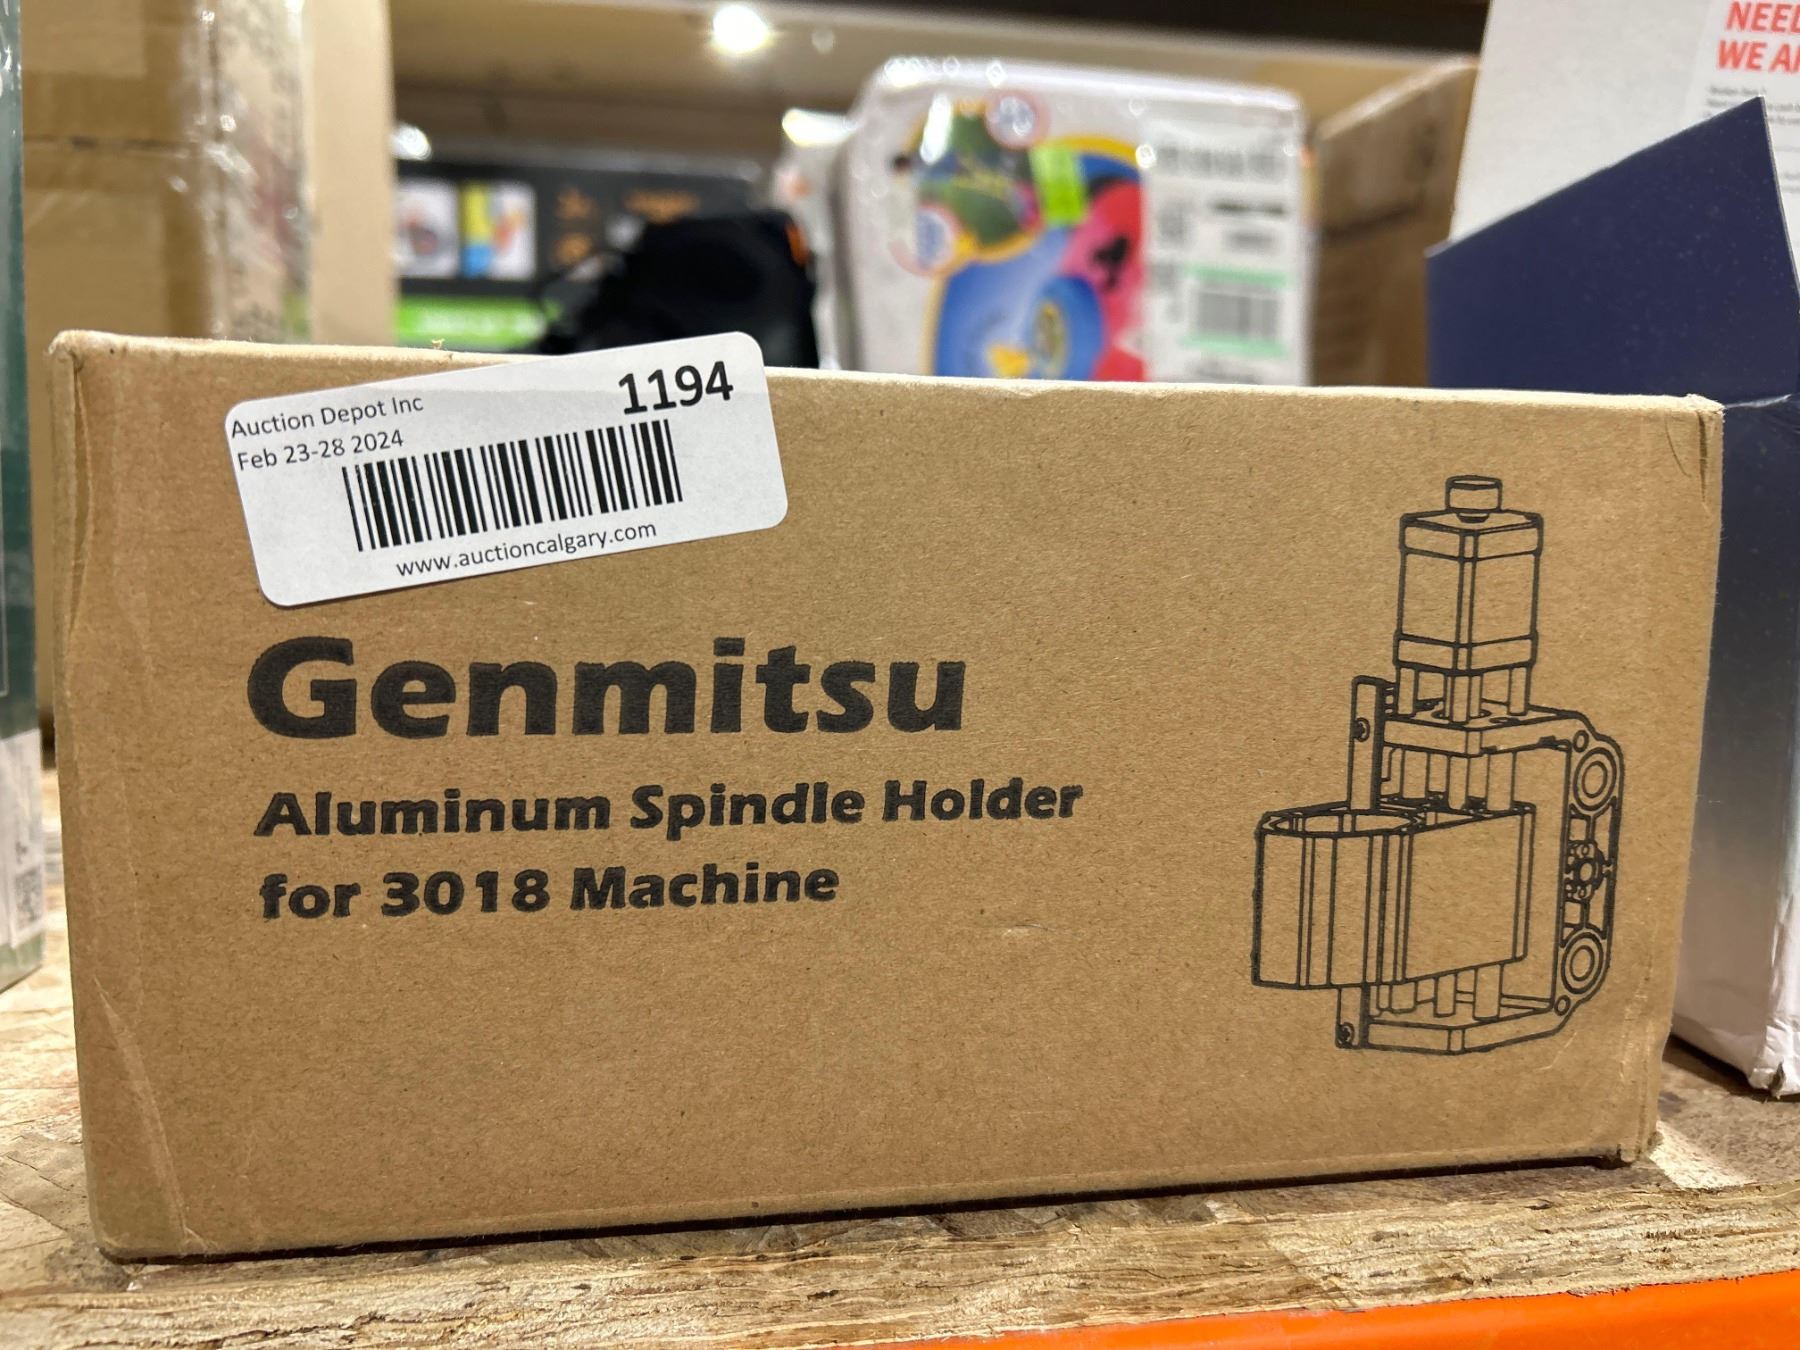 Auction Depot Inc
1194
Feb 23-28 2024
www.auctioncalgary.com
Genmitsu
Aluminum Spindle Holder
for 3018 Machine
WE